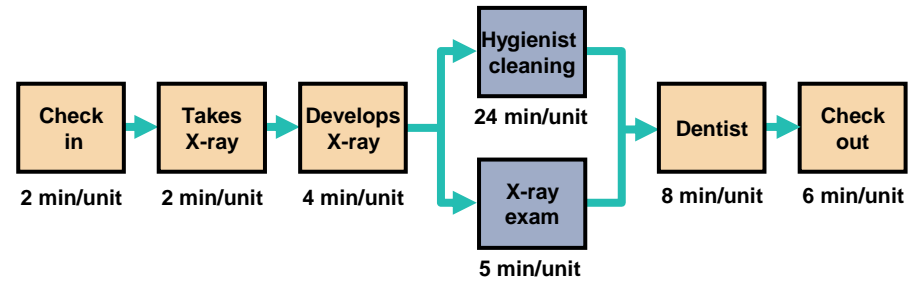 Check
in
2 min/unit
Takes
X-ray
2 min/unit
Develops
X-ray
4 min/unit
Hygienist
cleaning
24 min/unit
X-ray
exam
5 min/unit
Dentist
8 min/unit
Check
out
6 min/unit